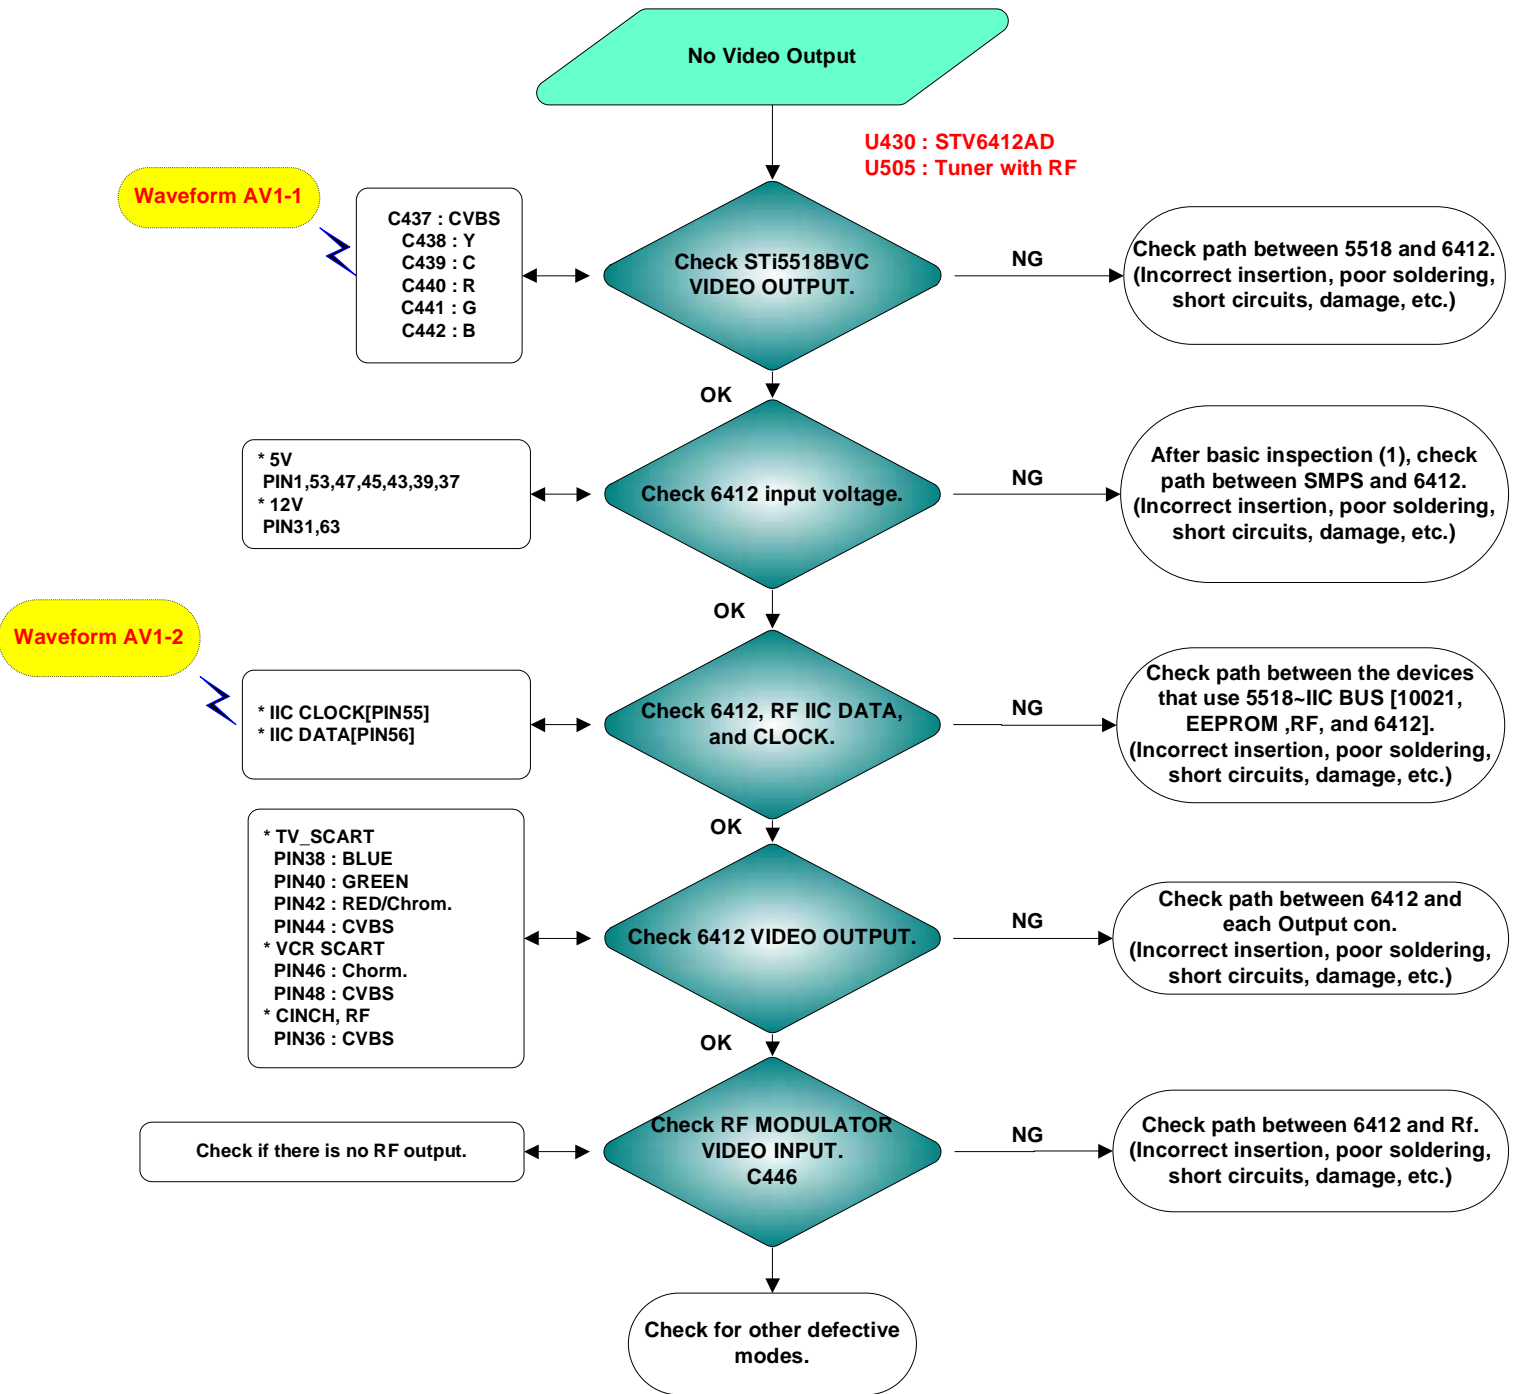 No Video Output
U430 : STV6412AD
U505 : Tuner with RF
Waveform AV1-1
C437 : CVBS
C438 : Y
C439 : C
C440 : R
C441 : G
C442 : B
Check STi5518BVC
VIDEO OUTPUT.
NG
Check path between 5518 and 6412.
(Incorrect insertion, poor soldering,
short circuits, damage, etc.)
OK
* 5V
PIN1,53,47,45,43,39,37
* 12V
PIN31,63
Check 6412 input voltage.
NG
After basic inspection (1), check
path between SMPS and 6412.
(Incorrect insertion, poor soldering,
short circuits, damage, etc.)
OK
Waveform AV1-2
* IIC CLOCK[PIN55]
* IIC DATA[PIN56]
Check 6412, RF IIC DATA,
and CLOCK.
NG
Check path between the devices
that use 5518~IIC BUS [10021,
EEPROM ,RF, and 6412].
(Incorrect insertion, poor soldering,
short circuits, damage, etc.)
OK
* TV_SCART
PIN38 : BLUE
PIN40 : GREEN
PIN42 : RED/Chrom.
PIN44 : CVBS
* VCR SCART
PIN46 : Chorm.
PIN48 : CVBS
* CINCH, RF
PIN36 : CVBS
Check 6412 VIDEO OUTPUT.
NG
Check path between 6412 and
each Output con.
(Incorrect insertion, poor soldering,
short circuits, damage, etc.)
OK
Check if there is no RF output.
Check RF MODULATOR
VIDEO INPUT.
C446
NG
Check path between 6412 and Rf.
(Incorrect insertion, poor soldering,
short circuits, damage, etc.)
Check for other defective
modes.